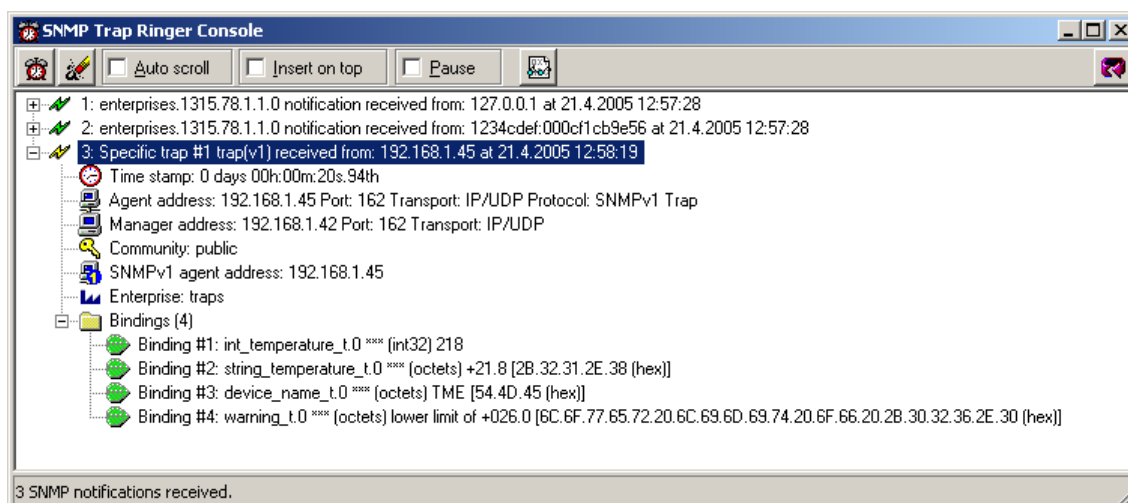 SNMP Trap Ringer Console
Auto scroll Insert on top Pause
1: enterprises.1315.78.1.1.0 notification received from: 127.0.0.1 at 21.4.2005 12:57:28
2: enterprises.1315.78.1.1.0 notification received from: 1234cdef:000cf1cb9e56 at 21.4.2005 12:57:28
3: Specific trap #1 trap(v1) received from: 192.168.1.45 at 21.4.2005 12:58:19
Time stamp: 0 days 00h:00m:20s.94th
Agent address: 192.168.1.45 Port: 162 Transport: IP/UDP Protocol: SNMPv1 Trap
Manager address: 192.168.1.42 Port: 162 Transport: IP/UDP
Community: public
SNMPv1 agent address: 192.168.1.45
Enterprise: traps
Bindings (4)
Binding #1: int_temperature_t.0 *** (int32) 218
Binding #2: string_temperature_t.0 *** (octets) +21.8 [2B.32.31.2E.38 (hex)]
Binding #3: device_name_t.0 *** (octets) TME [54.4D.45 (hex)]
Binding #4: warning_t.0 *** (octets) lower limit of +026.0 [6C.6F.77.65.72.20.6C.69.6D.69.74.20.6F.66.20.2B.30.32.36.2E.30 (hex)]
3 SNMP notifications received.